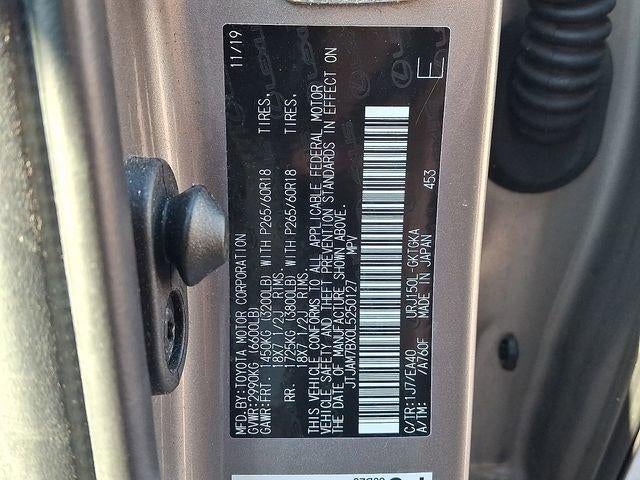 11/19
MFD.BY:TOYOTA MOTOR CORPORATION
GVWR:2990KG (6600LB)
GAWR:FRT. 1450KG (3200LB) WITH P265/60R18 TIRES,
18X7 1/2J RIMS.
RR. 1725KG (3800LB) WITH P265/60R18 TIRES,
18X7 1/2J RIMS.
THIS VEHICLE CONFORMS TO ALL APPLICABLE FEDERAL MOTOR
VEHICLE SAFETY AND THEFT PREVENTION STANDARDS IN EFFECT ON
THE DATE OF MANUFACTURE SHOWN ABOVE.
JTJAM7BX0L5250127 MPV
453
E
C/TR:1J7/EA40 URJ150L-GKTGKA
A/TM: /A760F MADE IN JAPAN